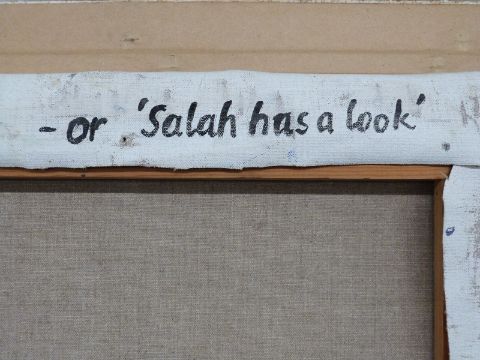 - or 'Salah has a look'